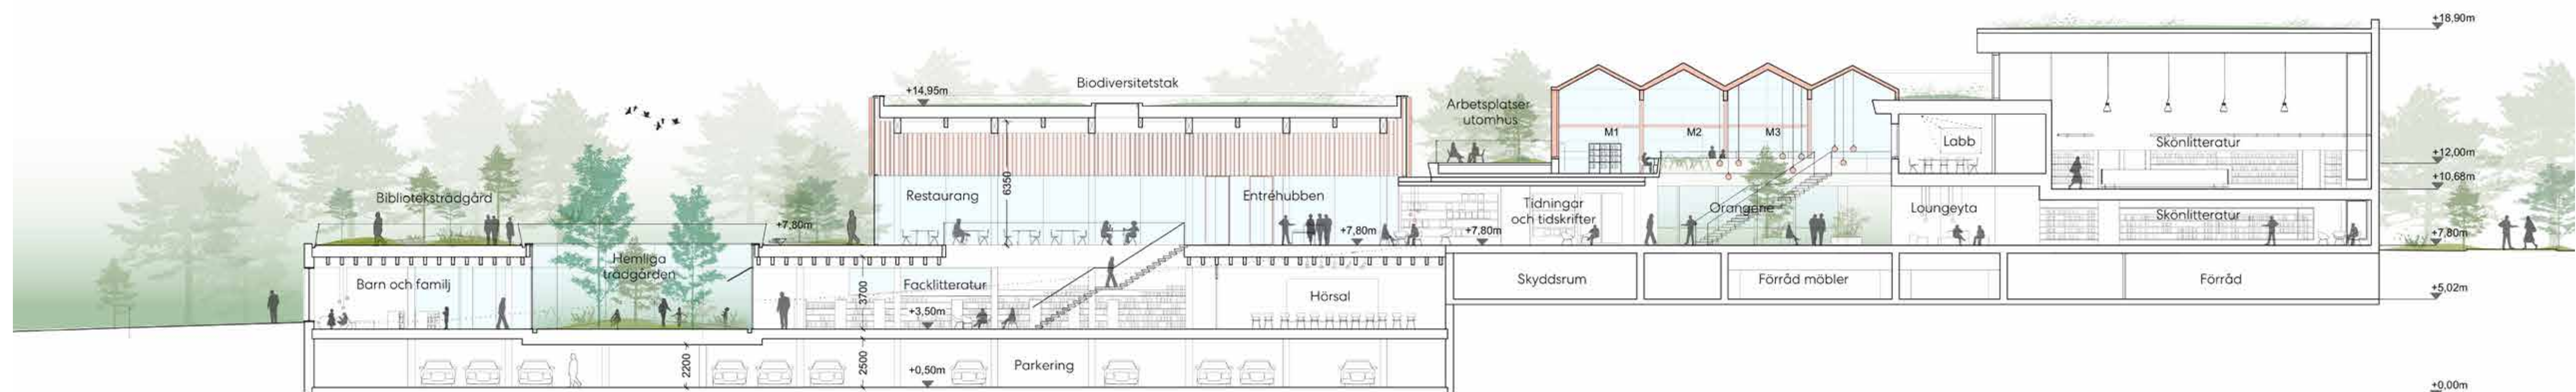 +18,90m
Biodiversitetstak
+14,95m
Arbetsplatser
utomhus
M1
M2
M3
Labb
Skönlitteratur
+12,00m
+10,68m
6350
Biblioteksträdgård
Restaurang
Entréhubben
Tidningar
och tidskrifter
Orangerie
Loungeyta
Skönlitteratur
+7,80m
+7,80m
+7,80m
+7,80m
Hemliga
trädgården
Barn och familj
Facklitteratur
3700
Hörsal
Skyddsrum
Förråd möbler
Förråd
+5,02m
+3,50m
2200
2500
Parkering
+0,50m
+0,00m